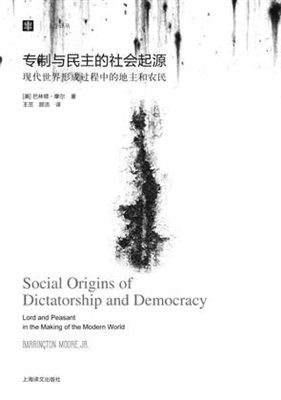 专制与民主的社会起源
现代世界形成过程中的地主和农民
[美] 巴林顿·摩尔 著
王茁 顾洁 译
Social Origins of
Dictatorship and Democracy
Lord and Peasant
in the Making of the Modern World
BARRINGTON MOORE, JR.
上海译文出版社